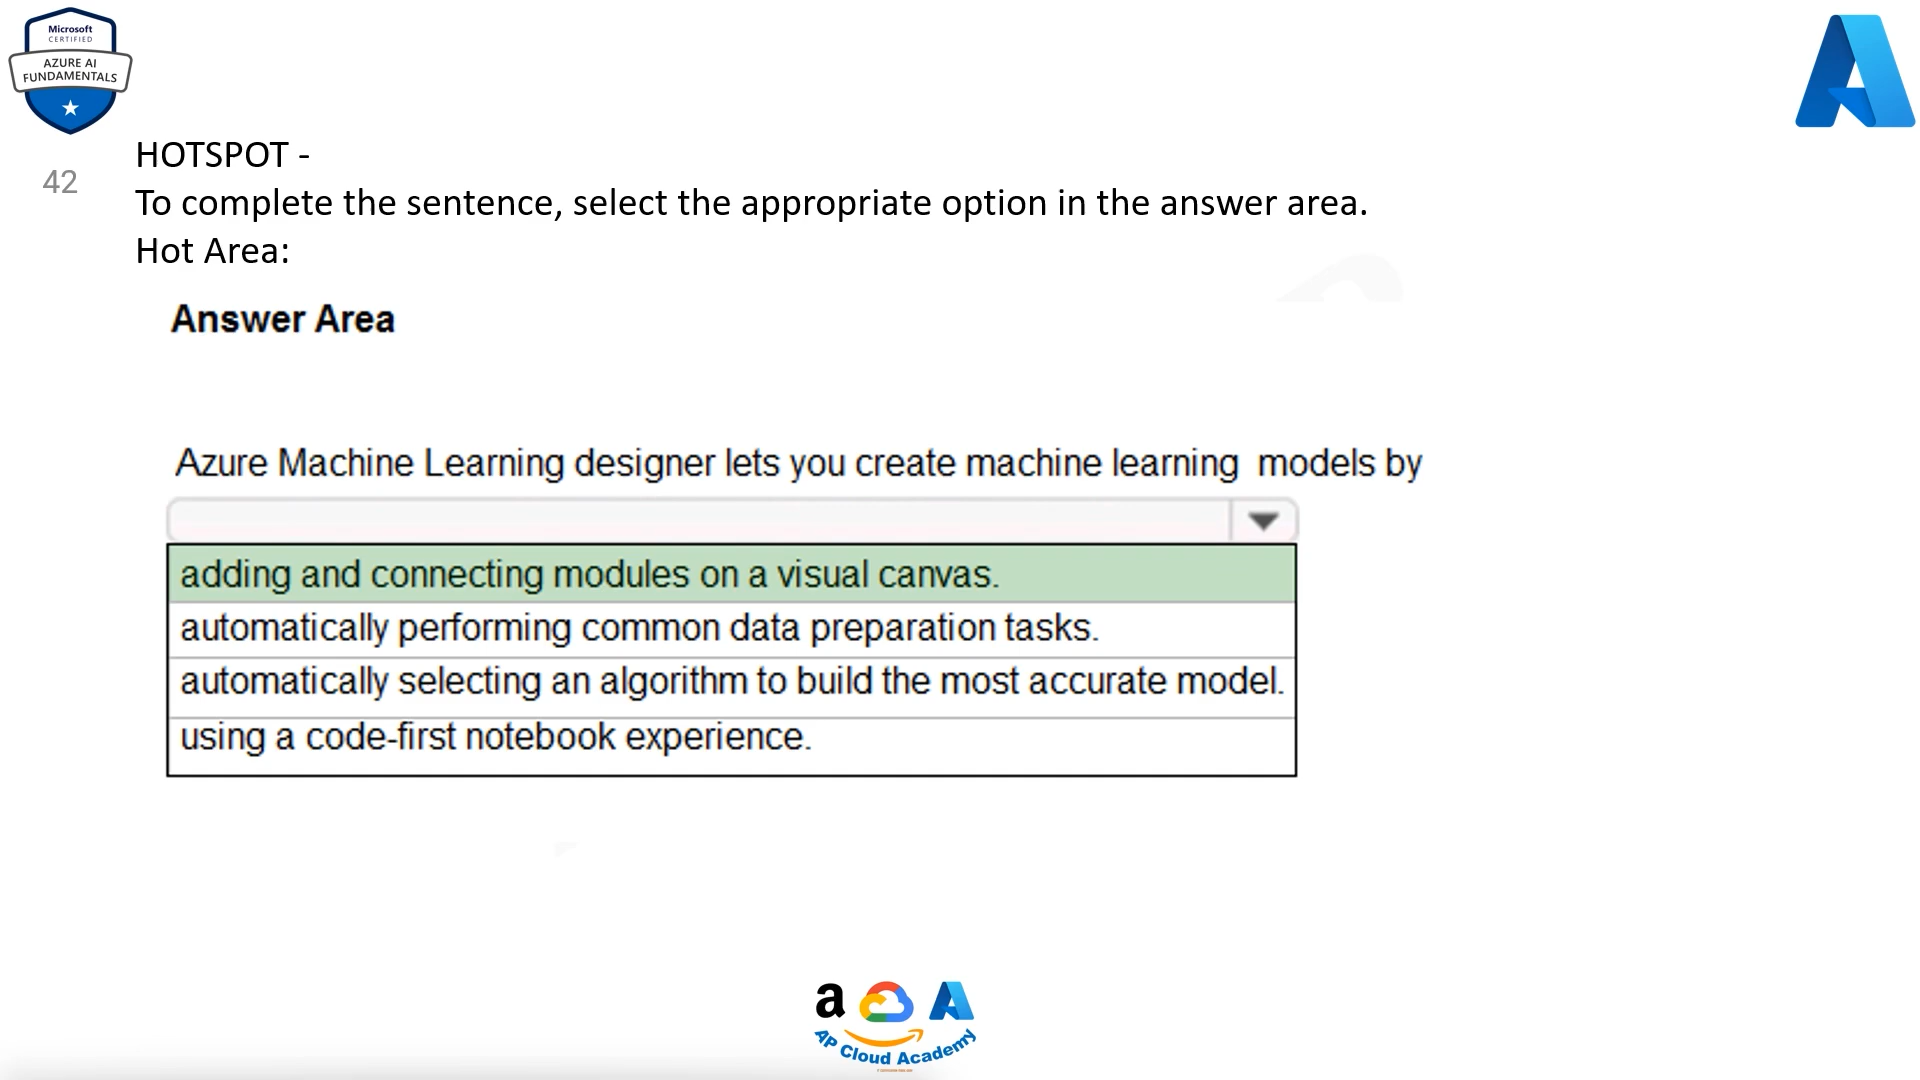 Microsoft
CERTIFIED
AZURE AI
FUNDAMENTALS
42
HOTSPOT -
To complete the sentence, select the appropriate option in the answer area.
Hot Area:
Answer Area
Azure Machine Learning designer lets you create machine learning models by
adding and connecting modules on a visual canvas.
automatically performing common data preparation tasks.
automatically selecting an algorithm to build the most accurate model.
using a code-first notebook experience.
a
AP Cloud Academy